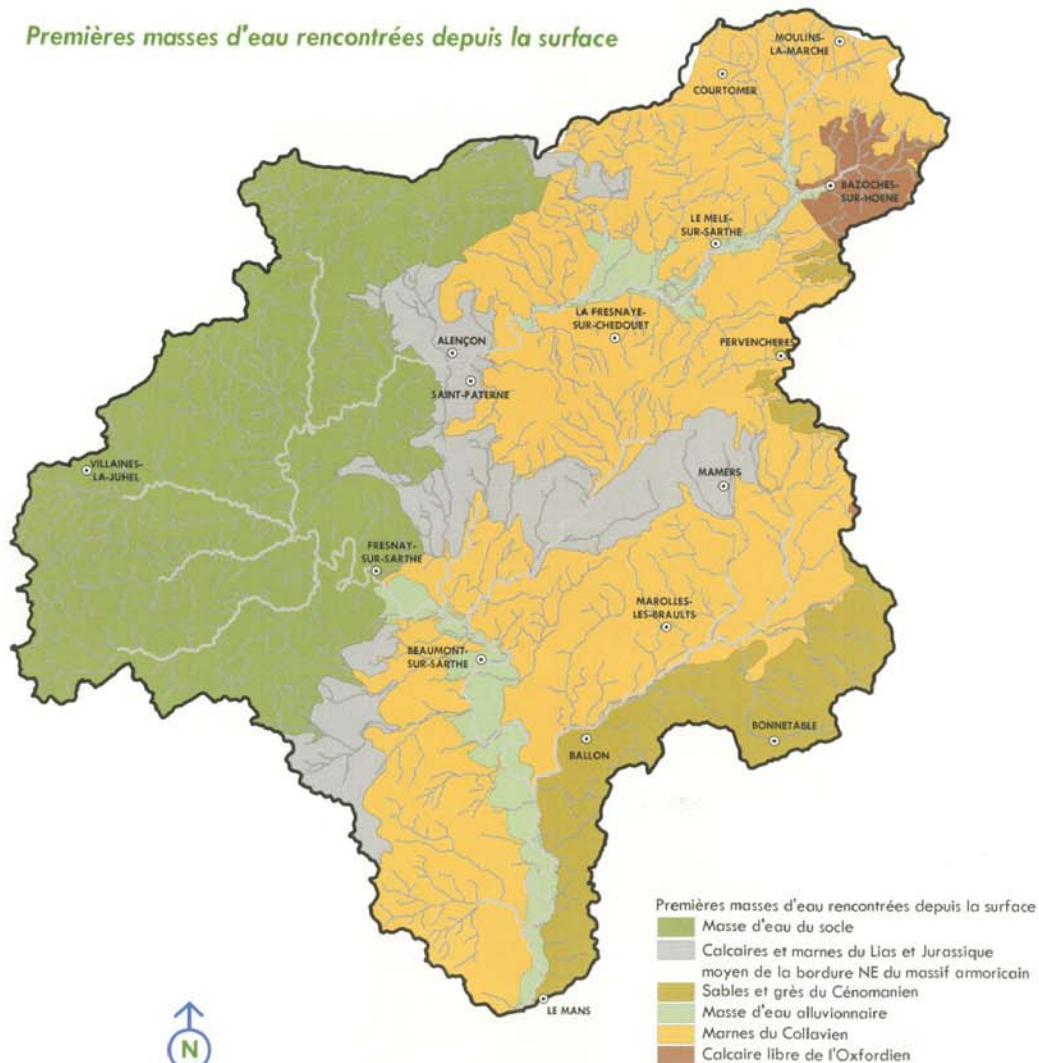 Premières masses d'eau rencontrées depuis la surface
MOULINS-
LA-MARCHE
COURTOMER
BAZOCHES-
SUR-HOENE
LE MELE-
SUR-SARTHE
LA FRESNAYE-
SUR-CHEDOUET
ALENÇON
PERVENCHERES
SAINT-PATERNE
VILLAINES-
LA-JUHEL
MAMERS
FRESNAY-
SUR-SARTHE
MAROLLES-
LES-BRAULTS
BEAUMONT-
SUR-SARTHE
BALLON
BONNETABLE
LE MANS
N
Premières masses d'eau rencontrées depuis la surface
Masse d'eau du socle
Calcaires et marnes du Lias et Jurassique
moyen de la bordure NE du massif armoricain
Sables et grès du Cénomanien
Masse d'eau alluvionnaire
Marnes du Collavien
Calcaire libre de l'Oxfordien